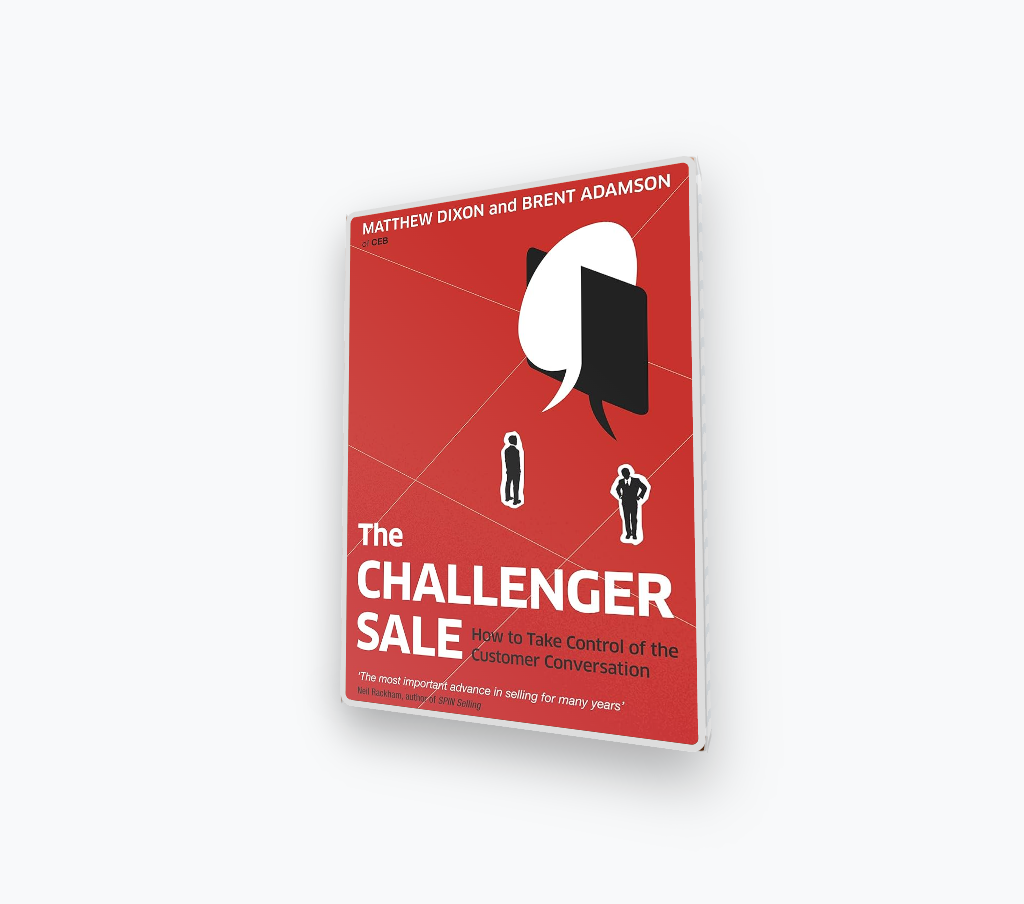 MATTHEW DIXON and BRENT ADAMSON
of CEB
The
CHALLENGER
SALE
How to Take Control of the
Customer Conversation
‘The most important advance in selling for many years’
Neil Rackham, author of SPIN Selling